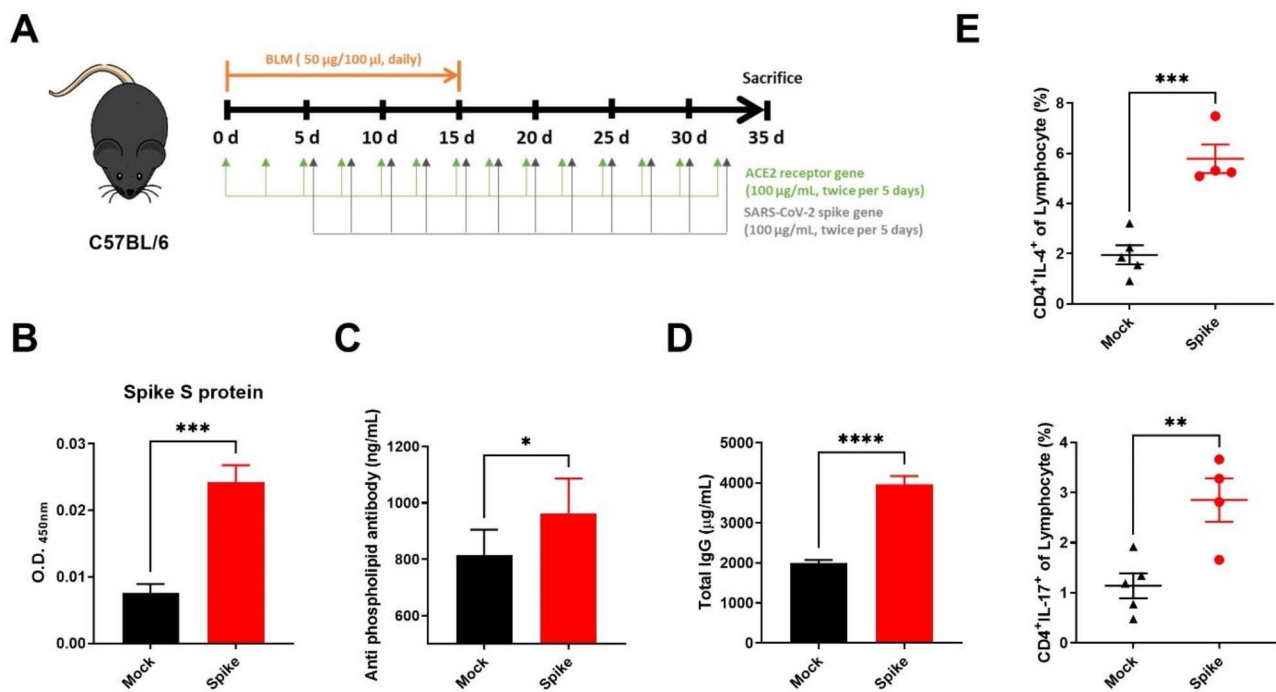 A
BLM ( 50 µg/100 µl, daily)
Sacrifice
0 d 5 d 10 d 15 d 20 d 25 d 30 d 35 d
ACE2 receptor gene
(100 µg/mL, twice per 5 days)
SARS-CoV-2 spike gene
(100 µg/mL, twice per 5 days)
C57BL/6
B
Spike S protein
***
O.D. 450nm
0.03
0.02
0.01
0.00
Mock
Spike
C
*
Anti phospholipid antibody (ng/mL)
1200
1000
800
600
Mock
Spike
D
****
Total IgG (µg/mL)
5000
4000
3000
2000
1000
0
Mock
Spike
E
***
CD4+IL-4+ of Lymphocyte (%)
8
6
4
2
0
Mock
Spike
**
CD4+IL-17+ of Lymphocyte (%)
4
3
2
1
0
Mock
Spike